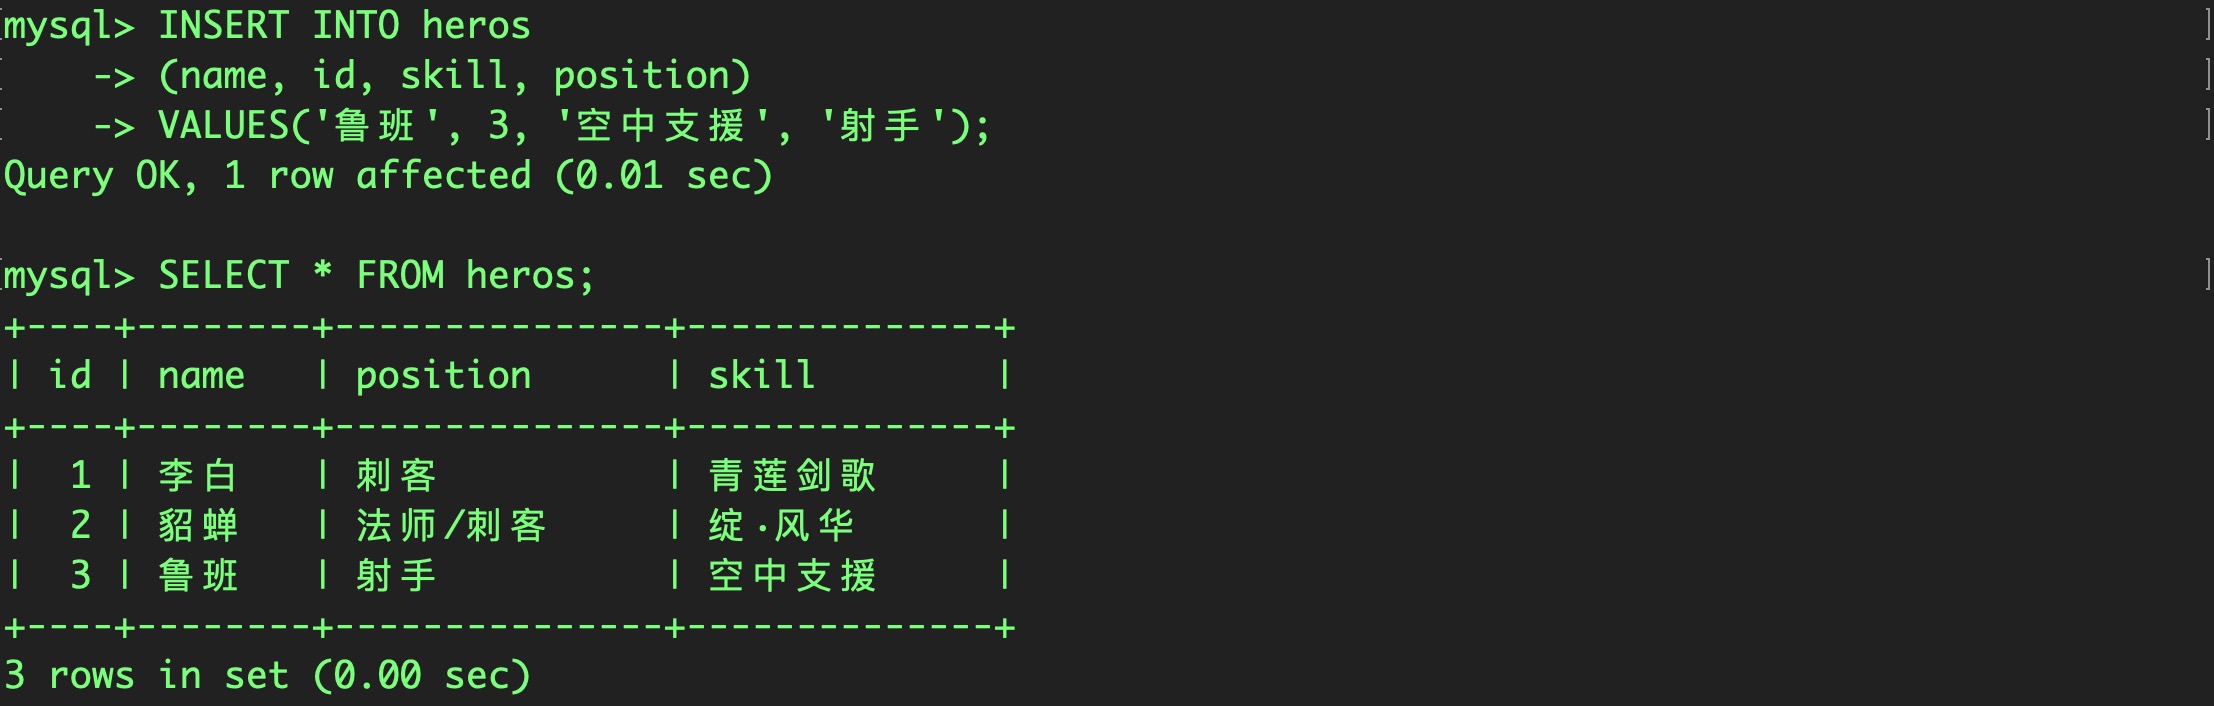 mysql> INSERT INTO heros
    -> (name, id, skill, position)
    -> VALUES('鲁班', 3, '空中支援', '射手');
Query OK, 1 row affected (0.01 sec)

mysql> SELECT * FROM heros;
+----+--------+---------------+--------------+
| id | name   | position      | skill        |
+----+--------+---------------+--------------+
|  1 | 李白   | 刺客          | 青莲剑歌     |
|  2 | 貂蝉   | 法师/刺客     | 绽·风华      |
|  3 | 鲁班   | 射手          | 空中支援     |
+----+--------+---------------+--------------+
3 rows in set (0.00 sec)